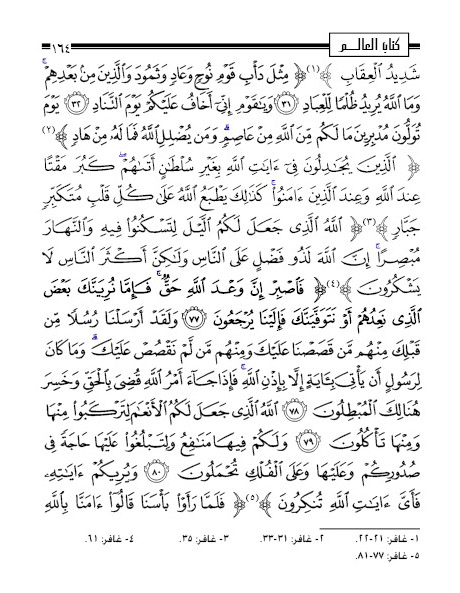 كتاب العالم ١٦٤
شَدِيدُ ٱلْعِقَابِ ﴾(١) ﴿ مِثْلَ دَأْبِ قَوْمِ نُوحٍ وَعَادٍ وَثَمُودَ وَٱلَّذِينَ مِنۢ بَعْدِهِمْ ۚ
وَمَا ٱللَّهُ يُرِيدُ ظُلْمًا لِّلْعِبَادِ ٣١ وَيَٰقَوْمِ إِنِّىٓ أَخَافُ عَلَيْكُمْ يَوْمَ ٱلتَّنَادِ ٣٢ يَوْمَ
تُوَلُّونَ مُدْبِرِينَ مَا لَكُم مِّنَ ٱللَّهِ مِنْ عَاصِمٍ ۗ وَمَن يُضْلِلِ ٱللَّهُ فَمَا لَهُۥ مِنْ هَادٍ ﴾(٢)
﴿ ٱلَّذِينَ يُجَٰدِلُونَ فِىٓ ءَايَٰتِ ٱللَّهِ بِغَيْرِ سُلْطَٰنٍ أَتَىٰهُمْ ۖ كَبُرَ مَقْتًا
عِندَ ٱللَّهِ وَعِندَ ٱلَّذِينَ ءَامَنُوا۟ ۚ كَذَٰلِكَ يَطْبَعُ ٱللَّهُ عَلَىٰ كُلِّ قَلْبِ مُتَكَبِّرٍ
جَبَّارٍ ﴾(٣) ﴿ ٱللَّهُ ٱلَّذِى جَعَلَ لَكُمُ ٱلَّيْلَ لِتَسْكُنُوا۟ فِيهِ وَٱلنَّهَارَ
مُبْصِرًا ۚ إِنَّ ٱللَّهَ لَذُو فَضْلٍ عَلَى ٱلنَّاسِ وَلَٰكِنَّ أَكْثَرَ ٱلنَّاسِ لَا
يَشْكُرُونَ ﴾(٤) ﴿ فَٱصْبِرْ إِنَّ وَعْدَ ٱللَّهِ حَقٌّ ۚ فَإِمَّا نُرِيَنَّكَ بَعْضَ
ٱلَّذِى نَعِدُهُمْ أَوْ نَتَوَفَّيَنَّكَ فَإِلَيْنَا يُرْجَعُونَ ٧٧ وَلَقَدْ أَرْسَلْنَا رُسُلًا مِّن
قَبْلِكَ مِنْهُم مَّن قَصَصْنَا عَلَيْكَ وَمِنْهُم مَّن لَّمْ نَقْصُصْ عَلَيْكَ ۗ وَمَا كَانَ
لِرَسُولٍ أَن يَأْتِىَ بِـَٔايَةٍ إِلَّا بِإِذْنِ ٱللَّهِ ۚ فَإِذَا جَآءَ أَمْرُ ٱللَّهِ قُضِىَ بِٱلْحَقِّ وَخَسِرَ
هُنَالِكَ ٱلْمُبْطِلُونَ ٧٨ ٱللَّهُ ٱلَّذِى جَعَلَ لَكُمُ ٱلْأَنْعَٰمَ لِتَرْكَبُوا۟ مِنْهَا
وَمِنْهَا تَأْكُلُونَ ٧٩ وَلَكُمْ فِيهَا مَنَٰفِعُ وَلِتَبْلُغُوا۟ عَلَيْهَا حَاجَةً فِى
صُدُورِكُمْ وَعَلَيْهَا وَعَلَى ٱلْفُلْكِ تُحْمَلُونَ ٨٠ وَيُرِيكُمْ ءَايَٰتِهِۦ
فَأَىَّ ءَايَٰتِ ٱللَّهِ تُنكِرُونَ ﴾(٥) ﴿ فَلَمَّا رَأَوْا۟ بَأْسَنَا قَالُوٓا۟ ءَامَنَّا بِٱللَّهِ
١- غافر: ٢١-٢٢. ٢- غافر: ٣١-٣٣. ٣- غافر: ٣٥. ٤- غافر: ٦١.
٥- غافر: ٧٧-٨١.